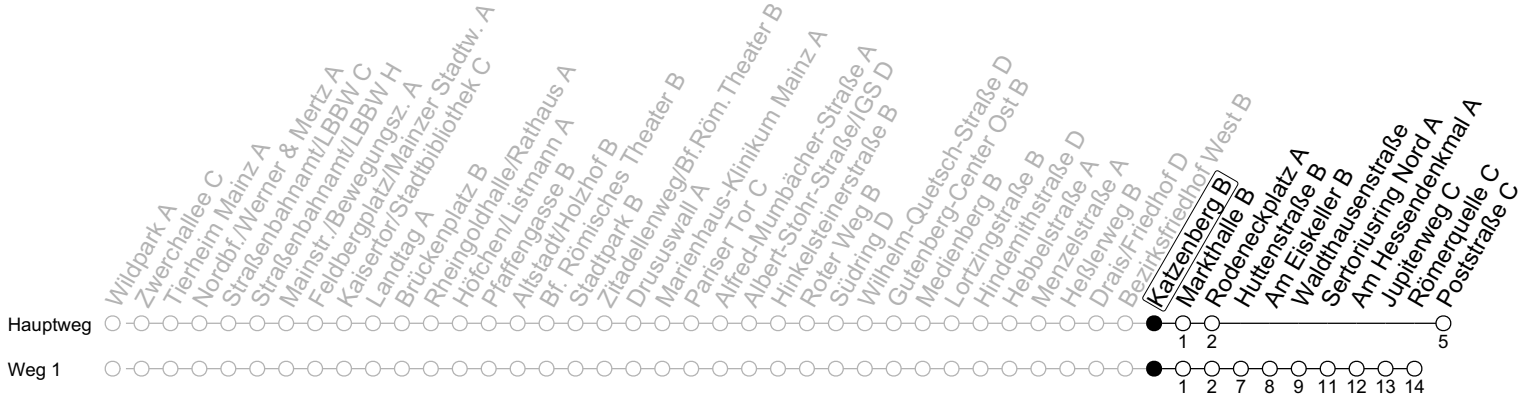 Wildpark A
Zwerchallee C
Tierheim Mainz A
Nordbf./Werner & Mertz A
Straßenbahnamt/LBBW C
Straßenbahnamt/LBBW H
Mainstr./Bewegungsz. A
Feldbergplatz/Mainzer Stadtw. A
Kaisertor/Stadtbibliothek C
Landtag A
Brückenplatz B
Rheingoldhalle/Rathaus A
Höfchen/Listmann A
Pfaffengasse B
Altstadt/Holzhof B
Bf. Römisches Theater B
Stadtpark B
Zitadellenweg/Bf.Röm. Theater B
Drususwall A
Marienhaus-Klinikum Mainz A
Pariser Tor C
Alfred-Mumbächer-Straße A
Albert-Stohr-Straße/IGS D
Hinkelsteinerstraße B
Roter Weg B
Südring D
Wilhelm-Quetsch-Straße D
Gutenberg-Center Ost B
Medienberg B
Lortzingstraße B
Hindemithstraße D
Hebbelstraße A
Menzelstraße A
Heßlerweg B
Drais/Friedhof D
Bezirksfriedhof West B
Katzenberg B
Markthalle B
Rodeneckplatz A
Huttenstraße B
Am Eiskeller B
Waldthausenstraße
Sertoriusring Nord A
Am Hessendenkmal A
Jupiterweg C
Römerquelle C
Poststraße C
Hauptweg
1 2 5
Weg 1
1 2 7 8 9 11 12 13 14